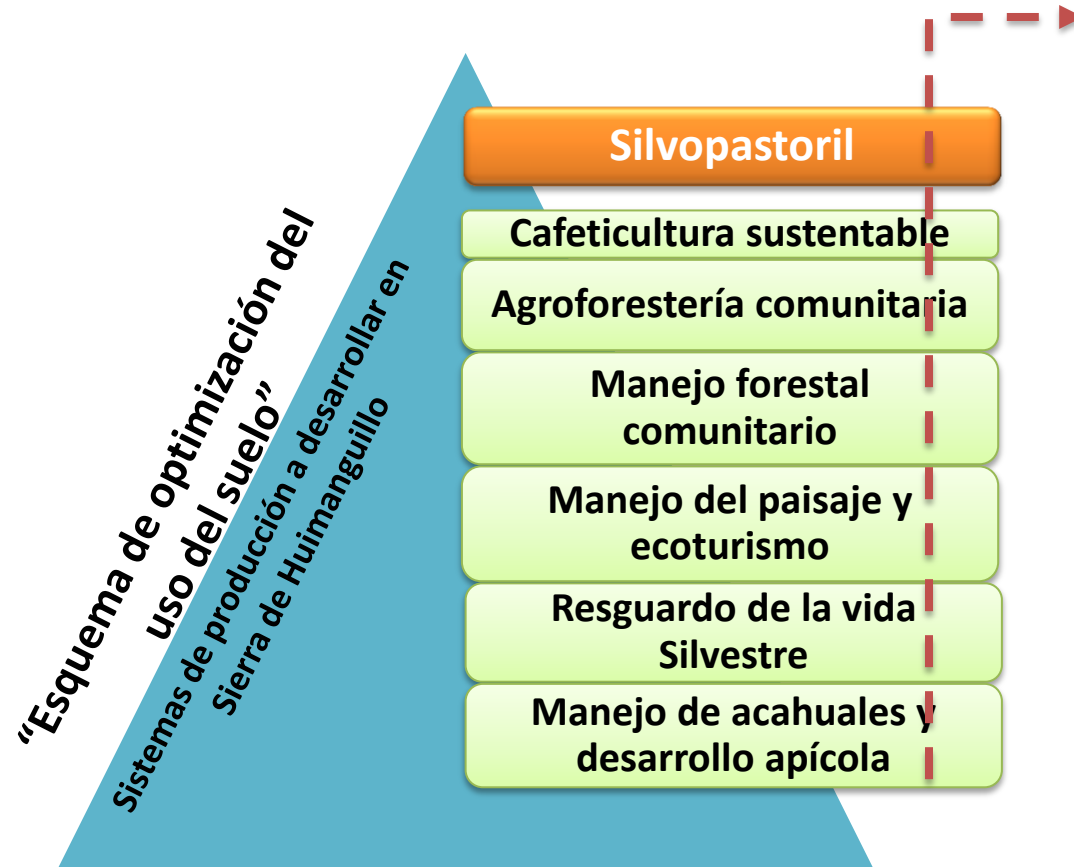 “Esquema de optimización del
uso del suelo”
Sistemas de producción a desarrollar en
Sierra de Huimanguillo
Silvopastoril
Cafeticultura sustentable
Agroforestería comunitaria
Manejo forestal
comunitario
Manejo del paisaje y
ecoturismo
Resguardo de la vida
Silvestre
Manejo de acahuales y
desarrollo apícola